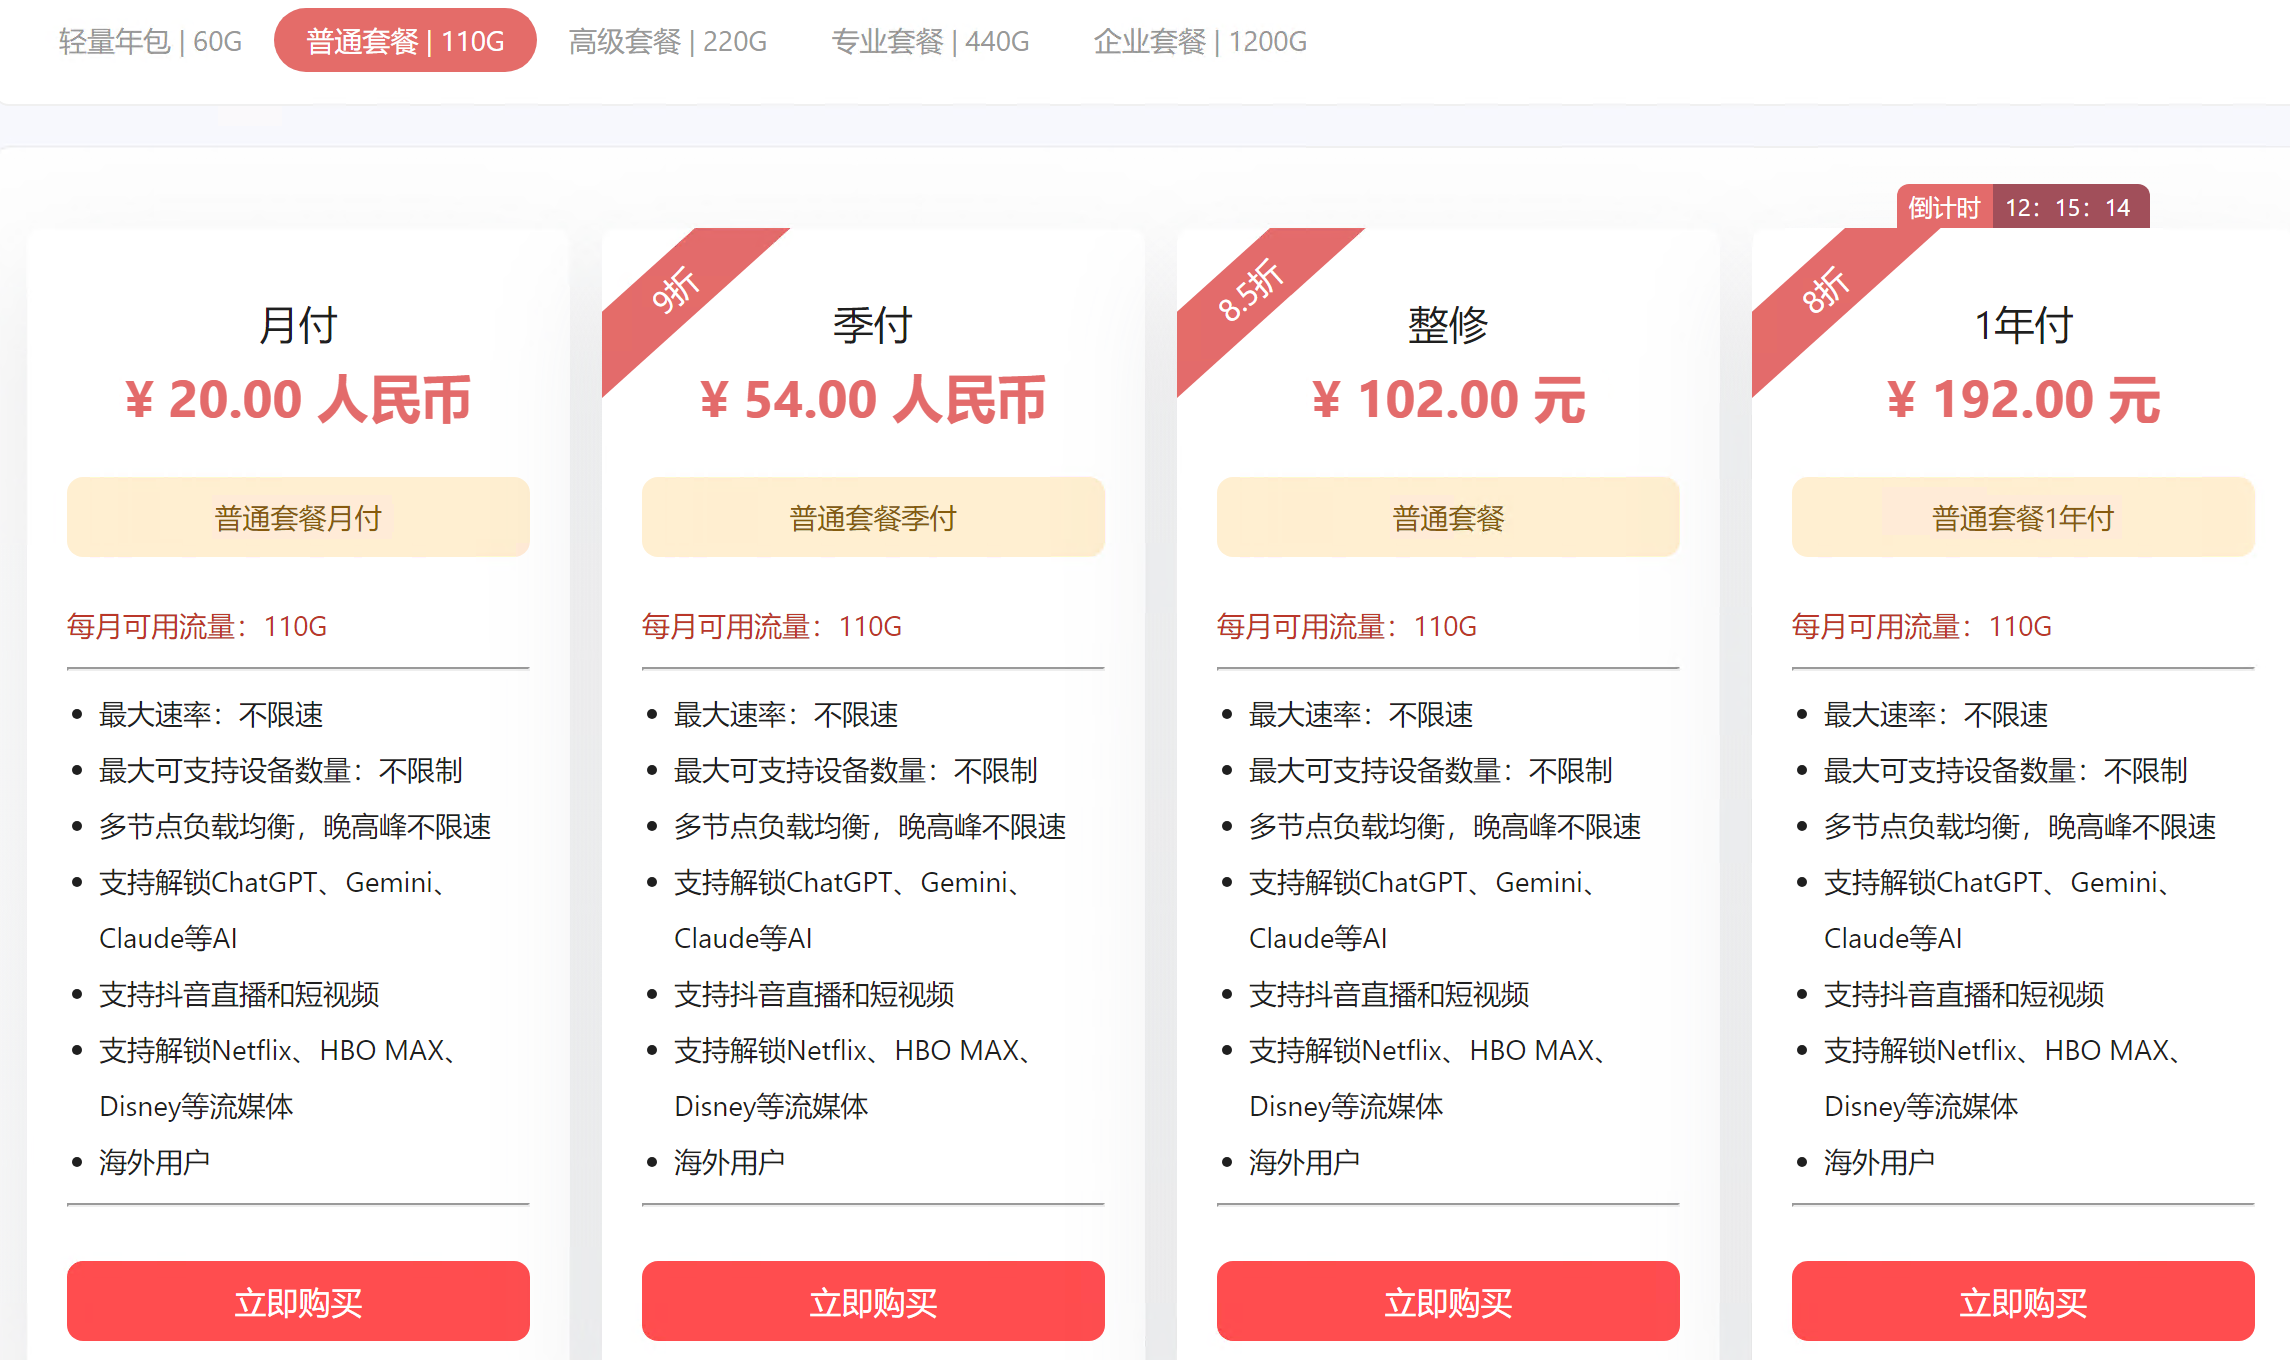 轻量年包 | 60G
普通套餐 | 110G
高级套餐 | 220G
专业套餐 | 440G
企业套餐 | 1200G
月付
¥ 20.00 人民币
普通套餐月付
每月可用流量：110G
最大速率：不限速
最大可支持设备数量：不限制
多节点负载均衡，晚高峰不限速
支持解锁ChatGPT、Gemini、
Claude等AI
支持抖音直播和短视频
支持解锁Netflix、HBO MAX、
Disney等流媒体
海外用户
立即购买
9折
季付
¥ 54.00 人民币
普通套餐季付
每月可用流量：110G
最大速率：不限速
最大可支持设备数量：不限制
多节点负载均衡，晚高峰不限速
支持解锁ChatGPT、Gemini、
Claude等AI
支持抖音直播和短视频
支持解锁Netflix、HBO MAX、
Disney等流媒体
海外用户
立即购买
8.5折
整修
¥ 102.00 元
普通套餐
每月可用流量：110G
最大速率：不限速
最大可支持设备数量：不限制
多节点负载均衡，晚高峰不限速
支持解锁ChatGPT、Gemini、
Claude等AI
支持抖音直播和短视频
支持解锁Netflix、HBO MAX、
Disney等流媒体
海外用户
立即购买
倒计时 12：15：14
8折
1年付
¥ 192.00 元
普通套餐1年付
每月可用流量：110G
最大速率：不限速
最大可支持设备数量：不限制
多节点负载均衡，晚高峰不限速
支持解锁ChatGPT、Gemini、
Claude等AI
支持抖音直播和短视频
支持解锁Netflix、HBO MAX、
Disney等流媒体
海外用户
立即购买